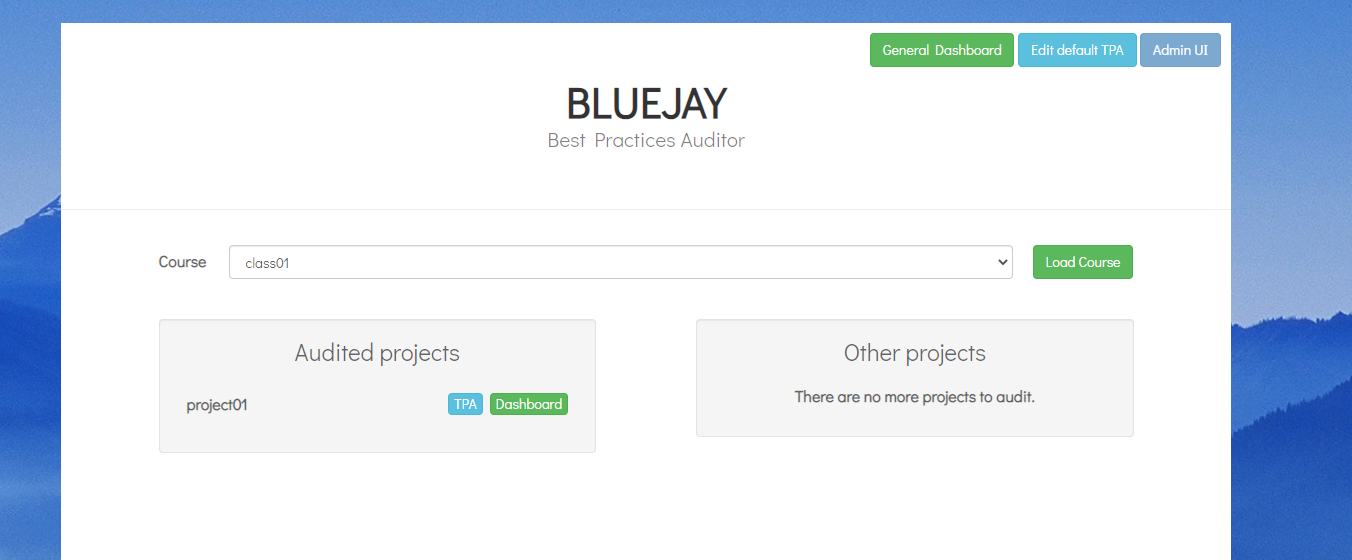 General Dashboard Edit default TPA Admin UI
BLUEJAY
Best Practices Auditor
Course class01 Load Course
Audited projects
project01 TPA Dashboard
Other projects
There are no more projects to audit.